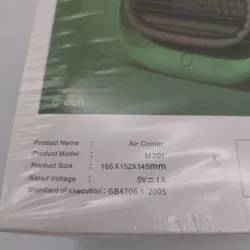 green
Product Name : Air Cooler
Product Model : M201
Product Size : 166X152X145mm
Rated Voltage : 5V⎓1A
Standard of execution: GB4706.1-2005